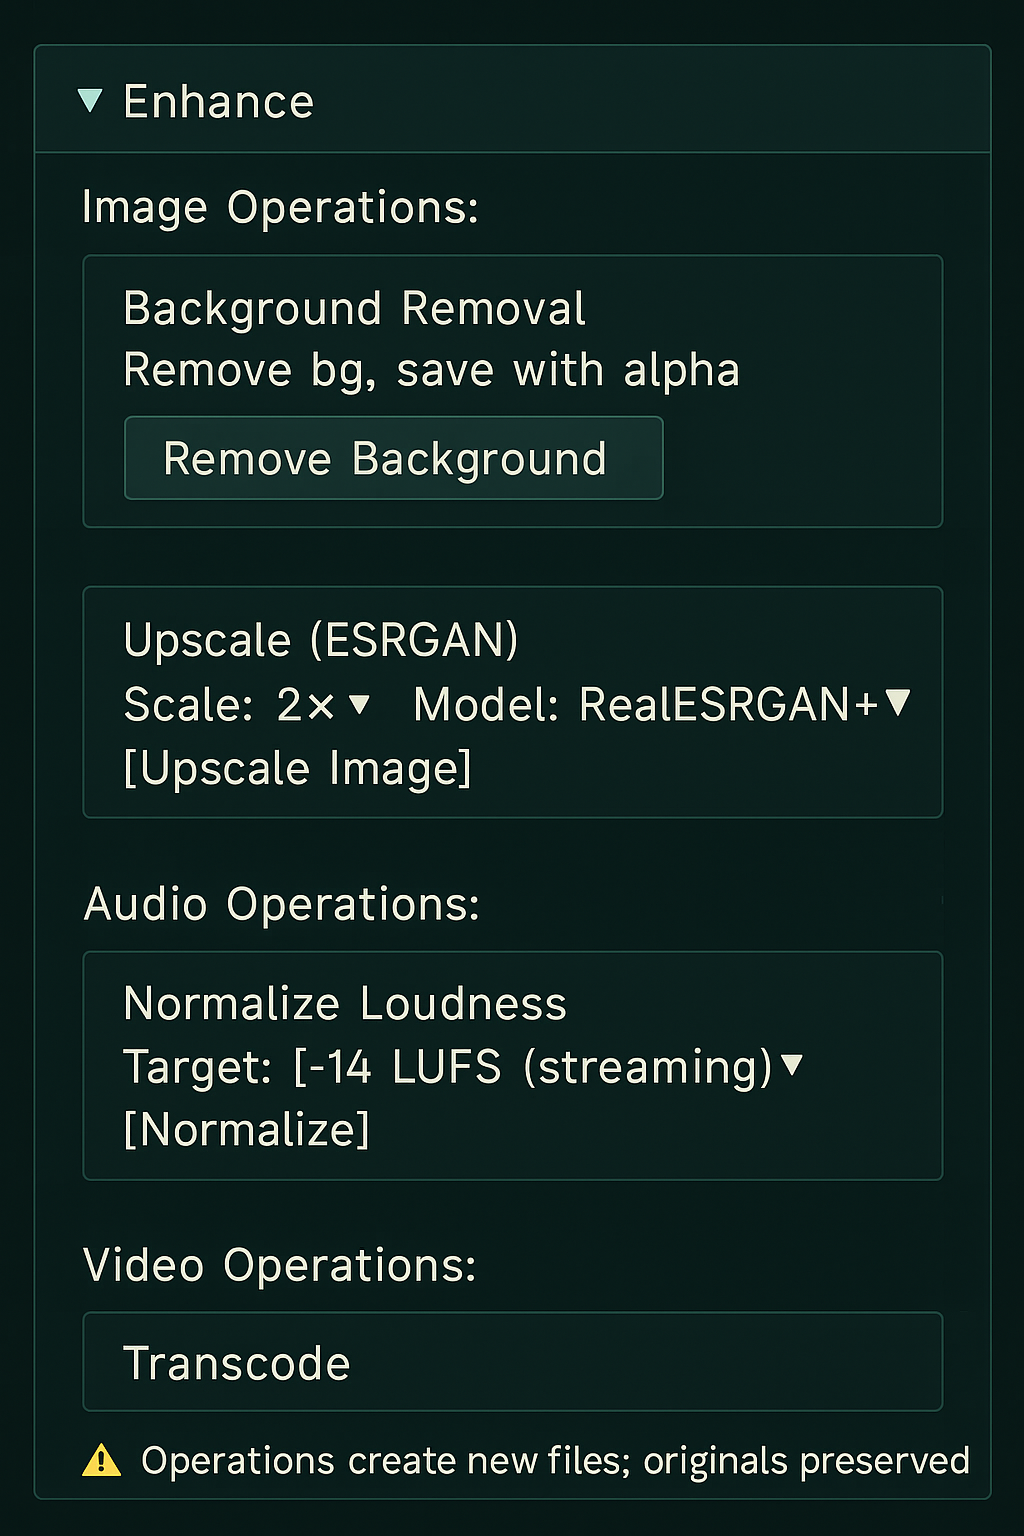 ▼ Enhance
Image Operations:
Background Removal
Remove bg, save with alpha
Remove Background
Upscale (ESRGAN)
Scale: 2× ▼ Model: RealESRGAN+▼
[Upscale Image]
Audio Operations:
Normalize Loudness
Target: [-14 LUFS (streaming)▼
[Normalize]
Video Operations:
Transcode
⚠ Operations create new files; originals preserved